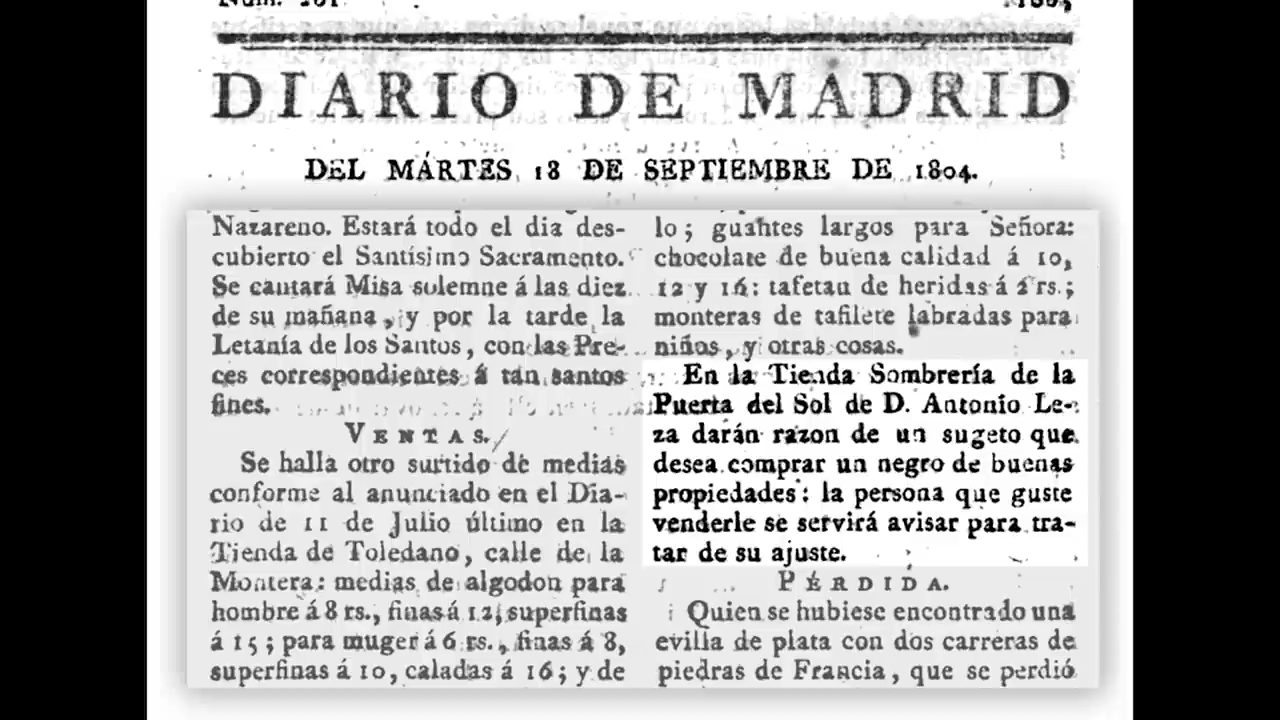 DIARIO DE MADRID
DEL MÁRTES 18 DE SEPTIEMBRE DE 1804.
Nazareno. Estará todo el dia des-
cubierto el Santísimo Sacramento.
Se cantará Misa solemne á las diez
de su mañana, y por la tarde la
Letanía de los Santos, con las Pre-
ces correspondientes á tan santos
fines.
VENTAS.
Se halla otro surtido de medias
conforme al anunciado en el Dia-
rio de 11 de Julio último en la
Tienda de Toledano, calle de la
Montera: medias de algodon para
hombre á 8 rs., finas á 12, superfinas
á 15; para muger á 6 rs., finas á 8,
superfinas á 10, caladas á 16; y de
lo; guantes largos para Señora:
chocolate de buena calidad á 10,
12 y 16: tafetan de heridas á 2 rs.;
monteras de tafilete labradas para
niños, y otras cosas.
En la Tienda Sombrería de la
Puerta del Sol de D. Antonio Le-
za darán razon de un sugeto que
desea comprar un negro de buenas
propiedades: la persona que guste
venderle se servirá avisar para tra-
tar de su ajuste.
PÉRDIDA.
Quien se hubiese encontrado una
evilla de plata con dos carreras de
piedras de Francia, que se perdió